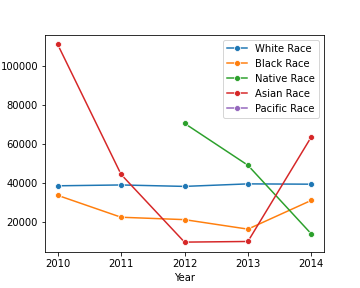 White Race
Black Race
Native Race
Asian Race
Pacific Race
100000
80000
60000
40000
20000
2010 2011 2012 2013 2014
Year